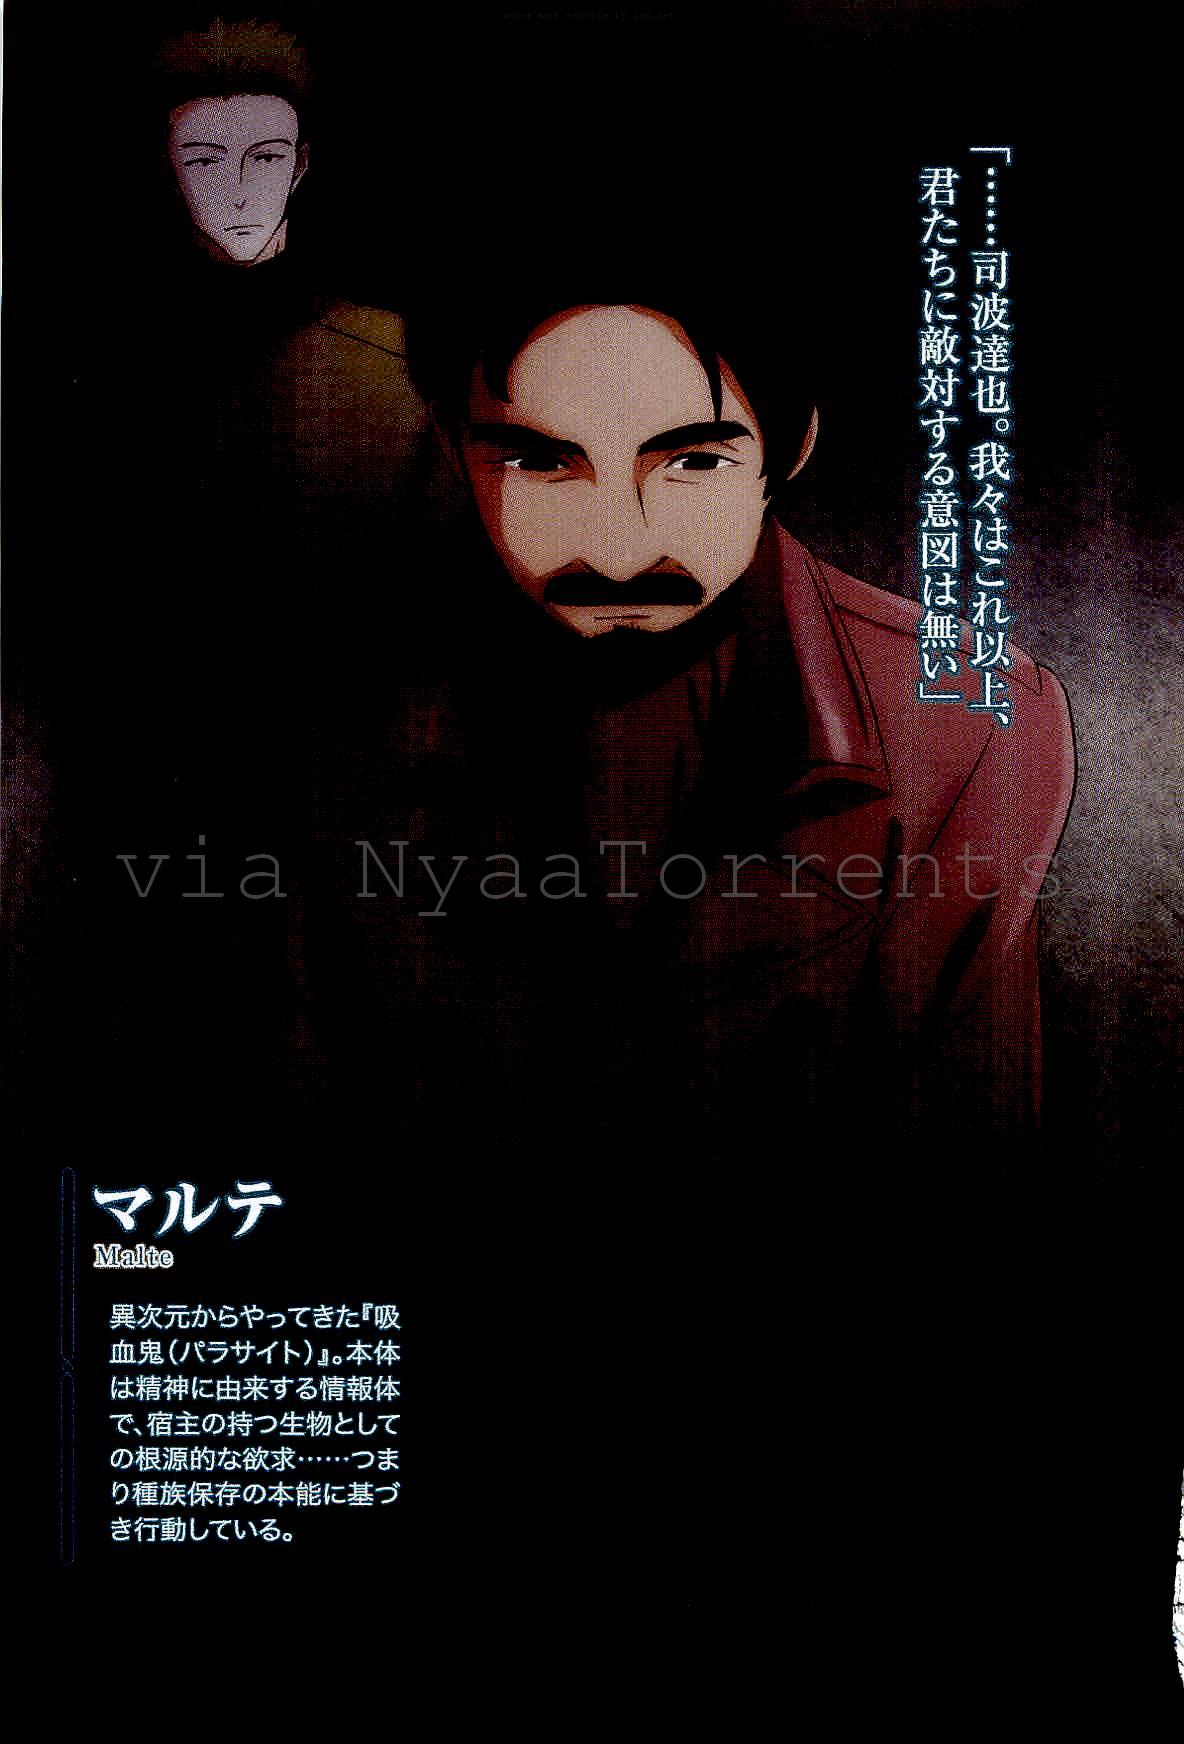 「……司波達也。我々はこれ以上、
君たちに敵対する意図は無い」
via NyaaTorrents
マルテ
Malte
異次元からやってきた『吸
血鬼（パラサイト）』。本体
は精神に由来する情報体
で、宿主の持つ生物として
の根源的な欲求……つま
り種族保存の本能に基づ
き行動している。